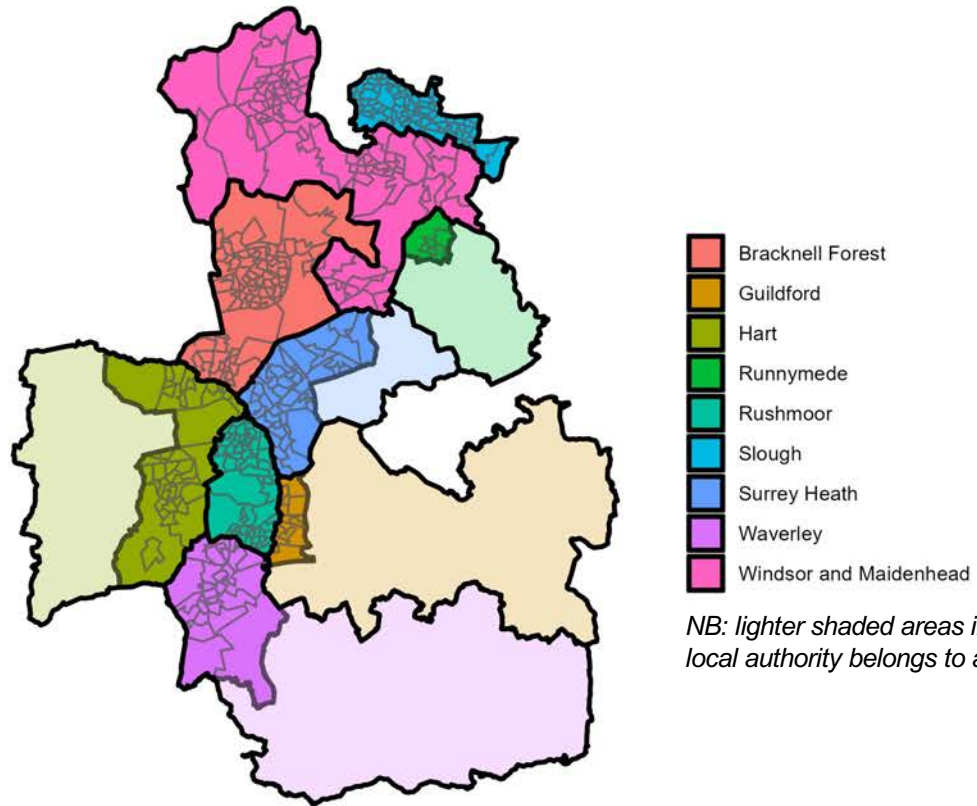 Bracknell Forest
Guildford
Hart
Runnymede
Rushmoor
Slough
Surrey Heath
Waverley
Windsor and Maidenhead
NB: lighter shaded areas
local authority belongs to